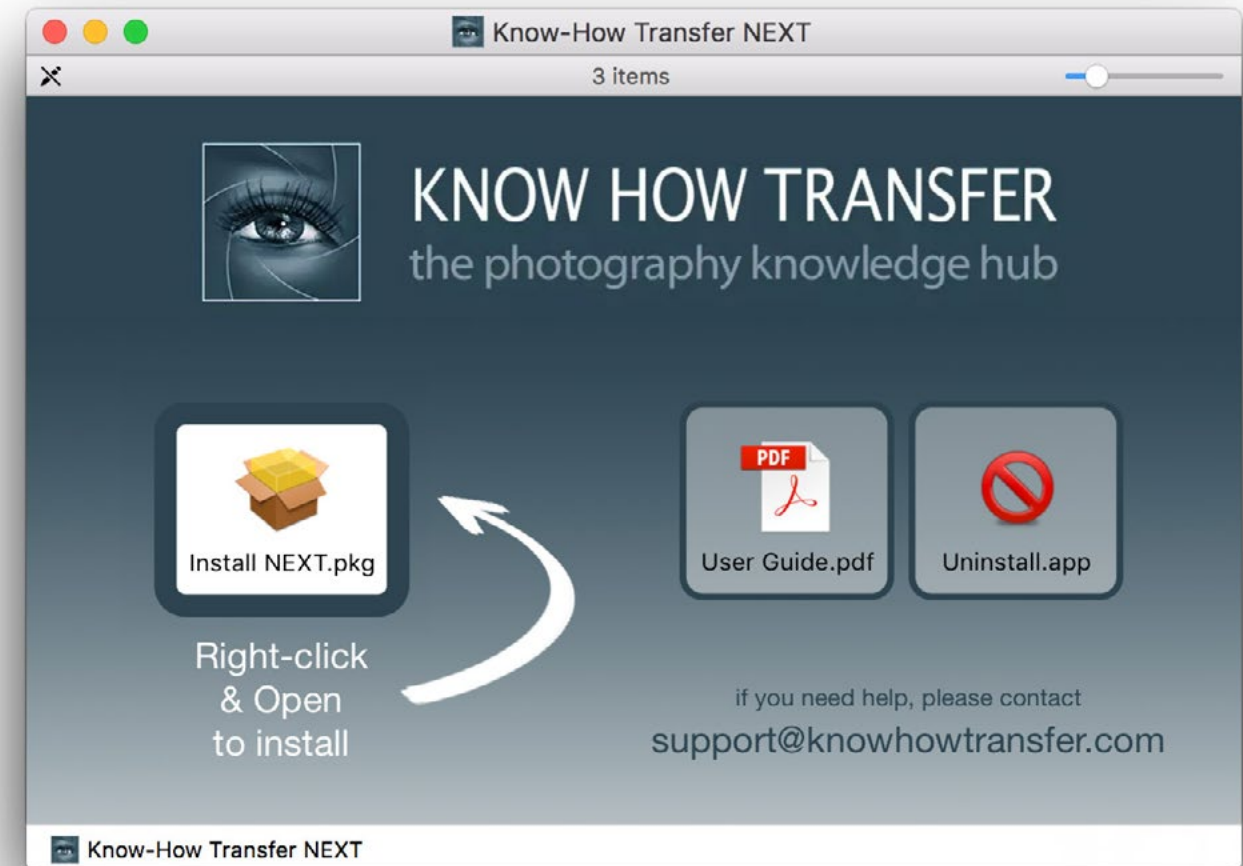 Know-How Transfer NEXT
3 items
KNOW HOW TRANSFER
the photography knowledge hub
Install NEXT.pkg
Right-click
& Open
to install
PDF
User Guide.pdf
Uninstall.app
if you need help, please contact
support@knowhowtransfer.com
Know-How Transfer NEXT